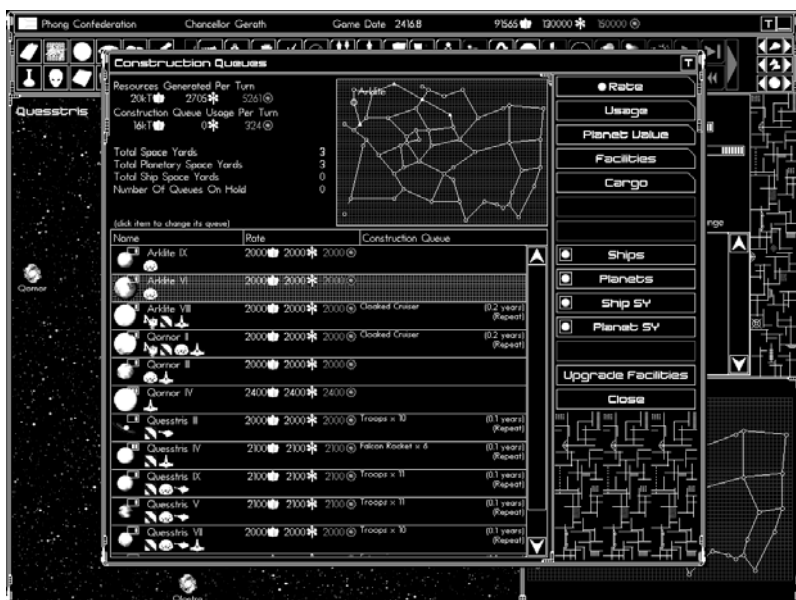 Phong Confederation Chancellor Gerath Game Date 2416.8 91565 130000 150000 T
Construction Queues T
Resources Generated Per Turn
20kT 2705 5261
Construction Queue Usage Per Turn
16kT 0 324
Total Space Yards 3
Total Planetary Space Yards 3
Total Ship Space Yards 0
Number Of Queues On Hold 0
(click item to change its queue)
Arklite
Name Rate Construction Queue
Arklite IX 2000 2000 2000
Arklite VI 2000 2000 2000
Arklite VIII 2000 2000 2000 Cloaked Cruiser (0.2 years)
(Repeat)
Qornor II 2000 2000 2000 Cloaked Cruiser (0.2 years)
(Repeat)
Qornor III 2000 2000 2000
Qornor IV 2400 2400 2400
Quesstris II 2000 2000 2000 Troops x 10 (0.1 years)
(Repeat)
Quesstris IV 2100 2100 2100 Falcon Rocket x 6 (0.1 years)
(Repeat)
Quesstris IX 2100 2100 2100 Troops x 11 (0.1 years)
(Repeat)
Quesstris V 2100 2100 2100 Troops x 11 (0.1 years)
(Repeat)
Quesstris VII 2000 2000 2000 Troops x 10 (0.1 years)
(Repeat)
Rate
Usage
Planet Value
Facilities
Cargo
Ships
Planets
Ship SY
Planet SY
Upgrade Facilities
Close
Quesstris
Qornor